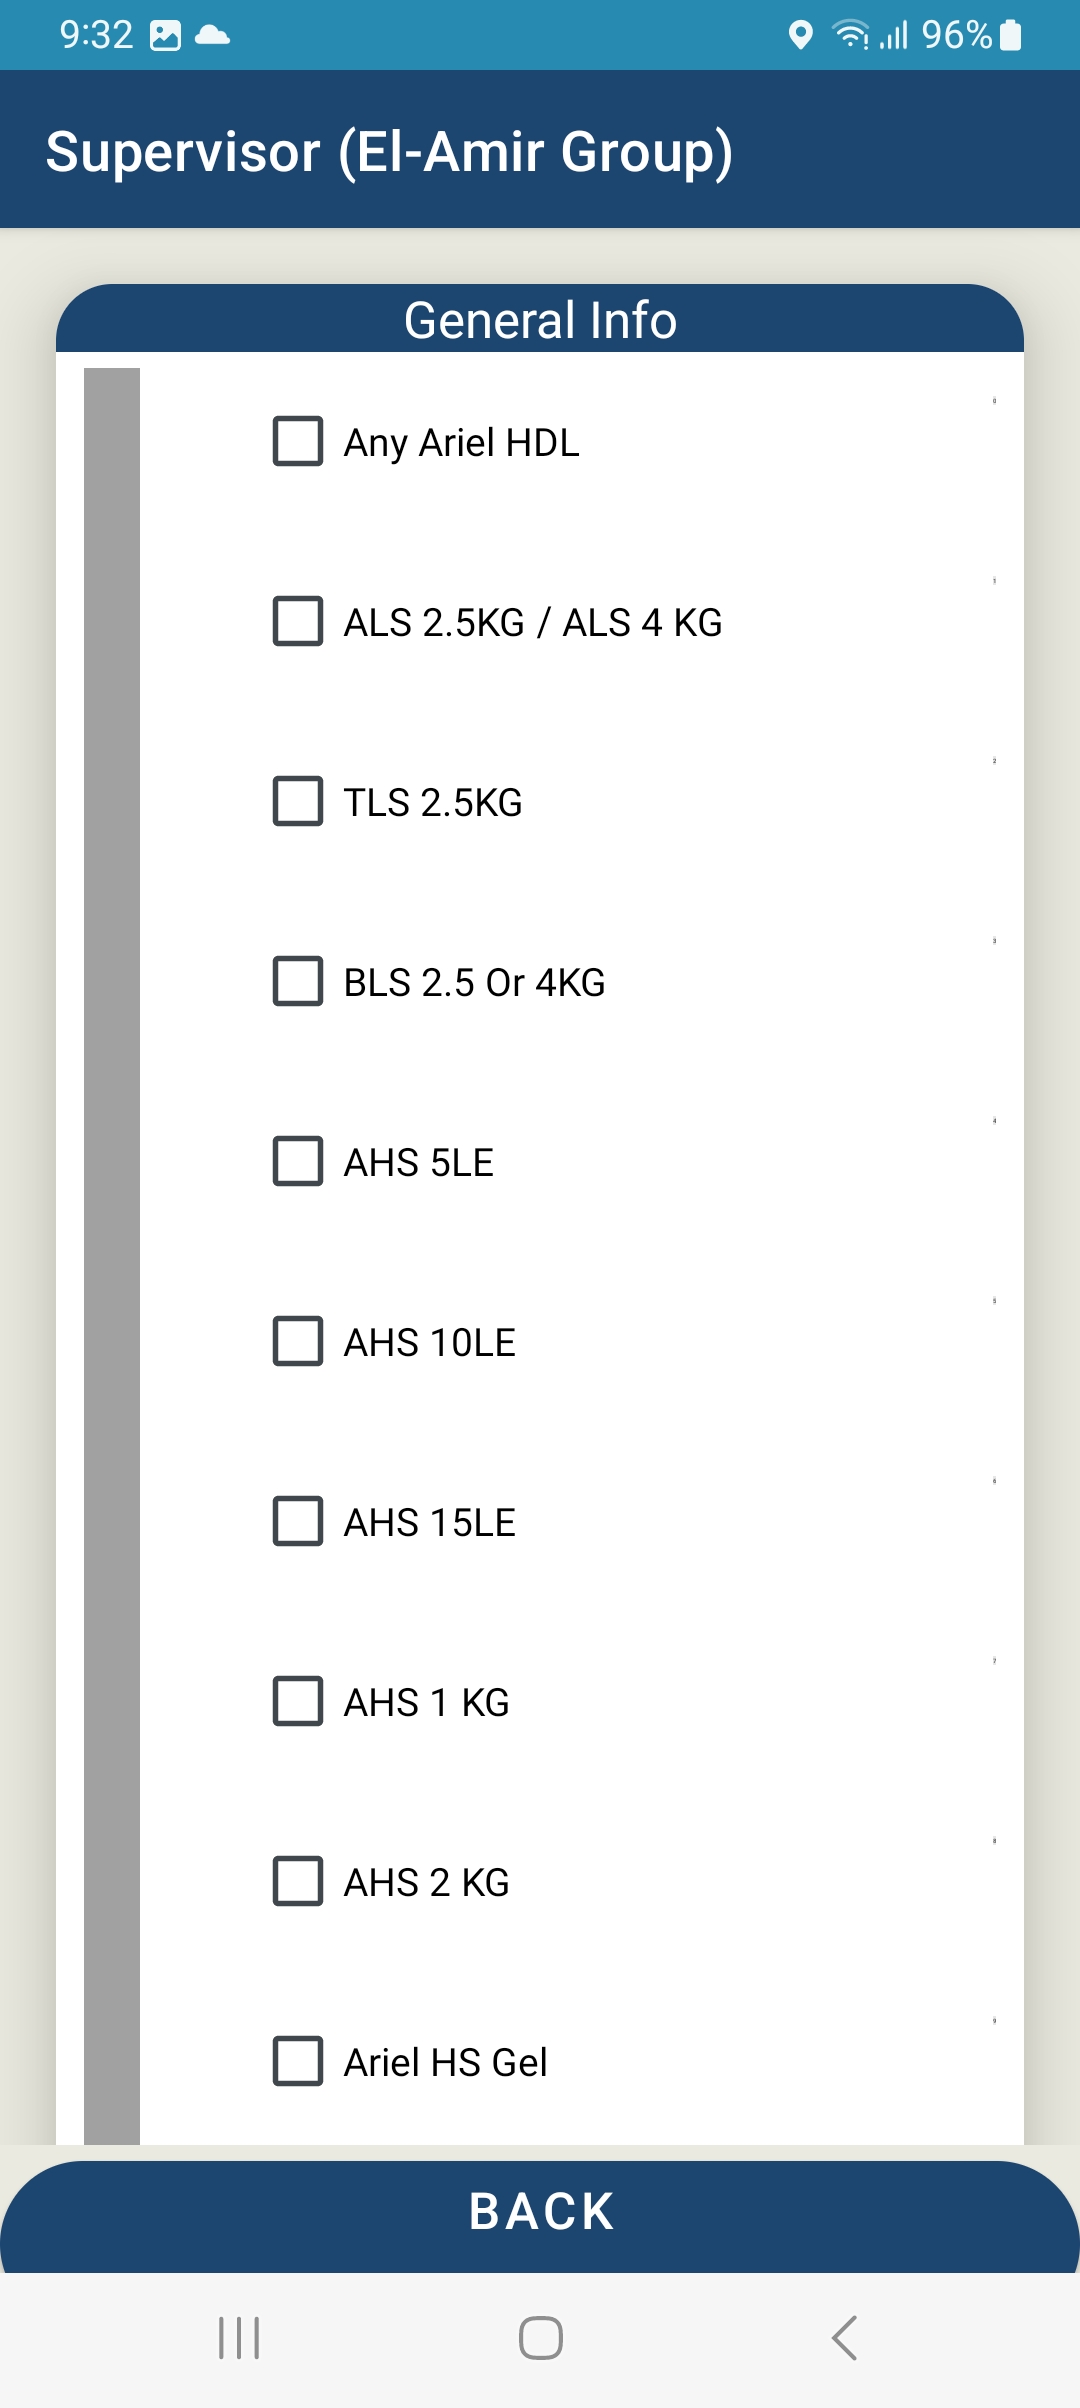 9:32
96%
Supervisor (El-Amir Group)
General Info
Any Ariel HDL
ALS 2.5KG / ALS 4 KG
TLS 2.5KG
BLS 2.5 Or 4KG
AHS 5LE
AHS 10LE
AHS 15LE
AHS 1 KG
AHS 2 KG
Ariel HS Gel
BACK